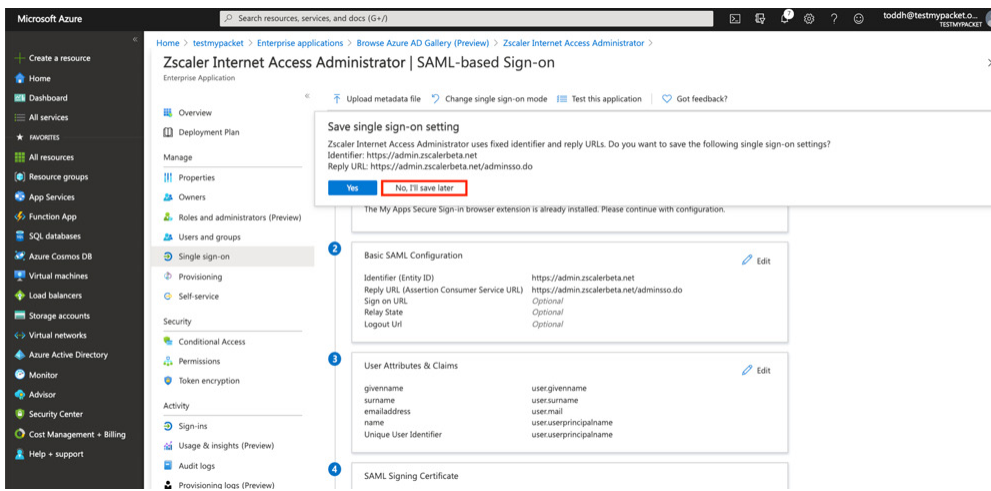 Microsoft Azure
Search resources, services, and docs (G+/)
toddh@testmypacket.o...
TESTMYPACKET
Create a resource
Home
Dashboard
All services
FAVORITES
All resources
Resource groups
App Services
Function App
SQL databases
Azure Cosmos DB
Virtual machines
Load balancers
Storage accounts
Virtual networks
Azure Active Directory
Monitor
Advisor
Security Center
Cost Management + Billing
Help + support
Home > testmypacket > Enterprise applications > Browse Azure AD Gallery (Preview) > Zscaler Internet Access Administrator >
Zscaler Internet Access Administrator | SAML-based Sign-on
Enterprise Application
Overview
Deployment Plan
Manage
Properties
Owners
Roles and administrators (Preview)
Users and groups
Single sign-on
Provisioning
Self-service
Security
Conditional Access
Permissions
Token encryption
Activity
Sign-ins
Usage & insights (Preview)
Audit logs
Provisioning logs (Preview)
Upload metadata file Change single sign-on mode Test this application Got feedback?
Save single sign-on setting
Zscaler Internet Access Administrator uses fixed identifier and reply URLs. Do you want to save the following single sign-on settings?
Identifier: https://admin.zscalerbeta.net
Reply URL: https://admin.zscalerbeta.net/adminsso.do
Yes No, I'll save later
The My Apps Secure Sign-in browser extension is already installed. Please continue with configuration.
2
Basic SAML Configuration
Edit
Identifier (Entity ID) https://admin.zscalerbeta.net
Reply URL (Assertion Consumer Service URL) https://admin.zscalerbeta.net/adminsso.do
Sign on URL Optional
Relay State Optional
Logout Url Optional
3
User Attributes & Claims
Edit
givenname user.givenname
surname user.surname
emailaddress user.mail
name user.userprincipalname
Unique User Identifier user.userprincipalname
4
SAML Signing Certificate